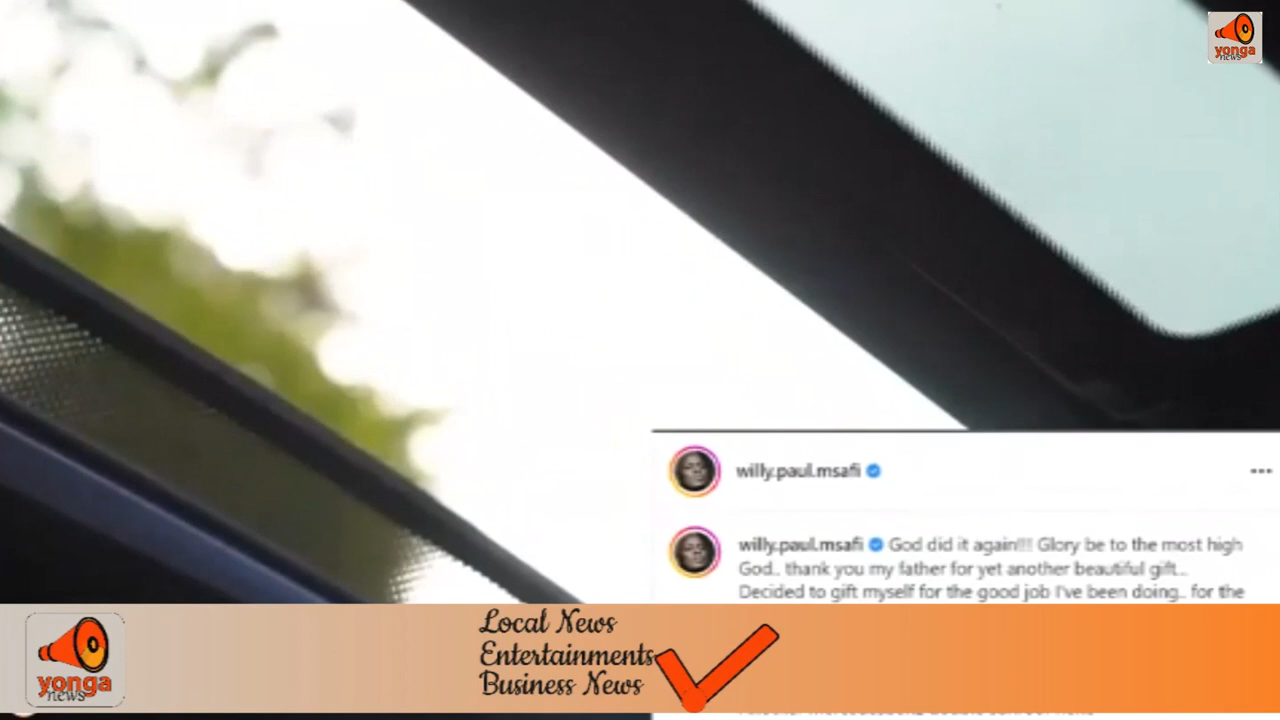 yonga
news
willy.paul.msafi
willy.paul.msafi God did it again!!! Glory be to the most high
God.. thank you my father for yet another beautiful gift..
Decided to gift myself for the good job I've been doing.. for the
Local News
Entertainments
Business News
yonga
news